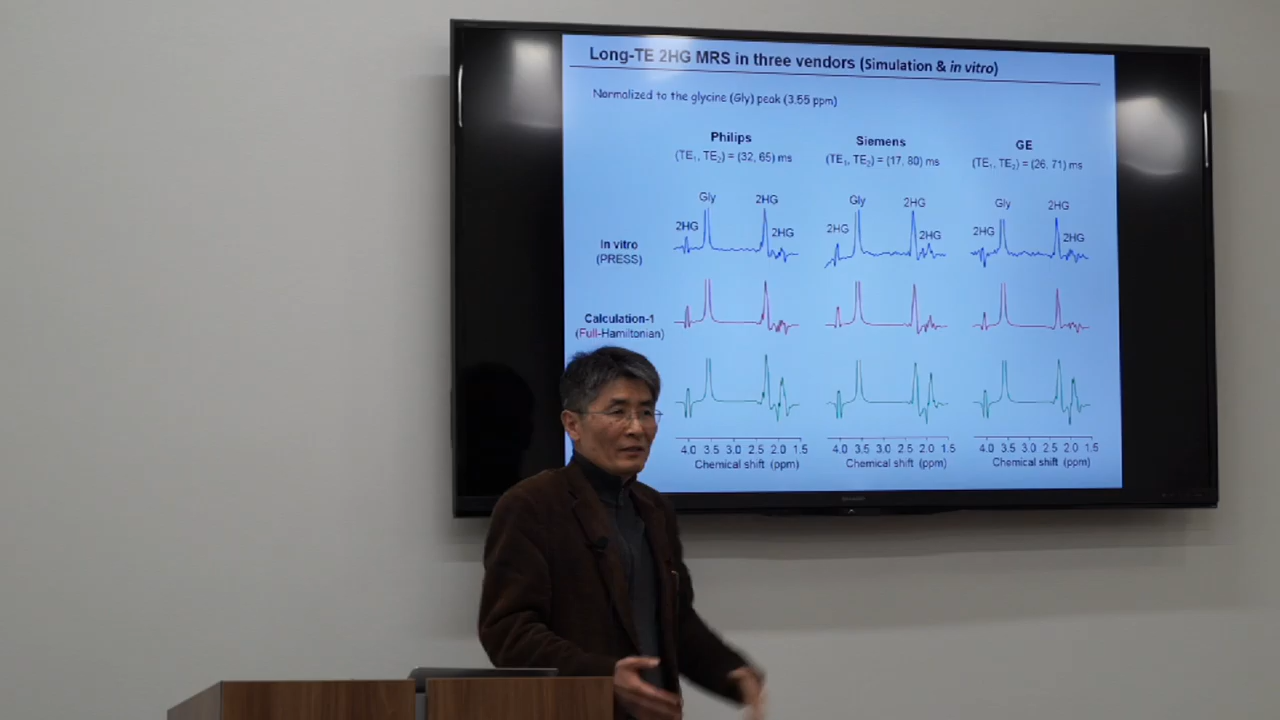 Long-TE 2HG MRS in three vendors (Simulation & in vitro)
Normalized to the glycine (Gly) peak (3.55 ppm)
Philips
(TE₁, TE₂) = (32, 65) ms
Siemens
(TE₁, TE₂) = (17, 80) ms
GE
(TE₁, TE₂) = (26, 71) ms
In vitro
(PRESS)
2HG Gly 2HG 2HG
2HG Gly 2HG 2HG
2HG Gly 2HG 2HG
Calculation-1
(Full-Hamiltonian)
4.0 3.5 3.0 2.5 2.0 1.5
Chemical shift (ppm)
4.0 3.5 3.0 2.5 2.0 1.5
Chemical shift (ppm)
4.0 3.5 3.0 2.5 2.0 1.5
Chemical shift (ppm)
SHARP